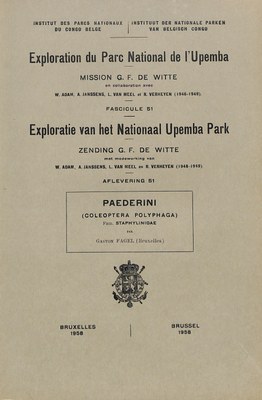 INSTITUT DES PARCS NATIONAUX
DU CONGO BELGE
INSTITUUT DER NATIONALE PARKEN
VAN BELGISCH CONGO
Exploration du Parc National de l'Upemba
MISSION G. F. DE WITTE
en collaboration avec
W. ADAM, A. JANSSENS, L. VAN MEEL et R. VERHEYEN (1946-1949).
FASCICULE 51
Exploratie van het Nationaal Upemba Park
ZENDING G. F. DE WITTE
met medewerking van
W. ADAM, A. JANSSENS, L. VAN MEEL en R. VERHEYEN (1946-1949).
AFLEVERING 51
PAEDERINI
(COLEOPTERA POLYPHAGA)
FAM. STAPHYLINIDAE
PAR
GASTON FAGEL (Bruxelles)
BRUXELLES
1958
BRUSSEL
1958